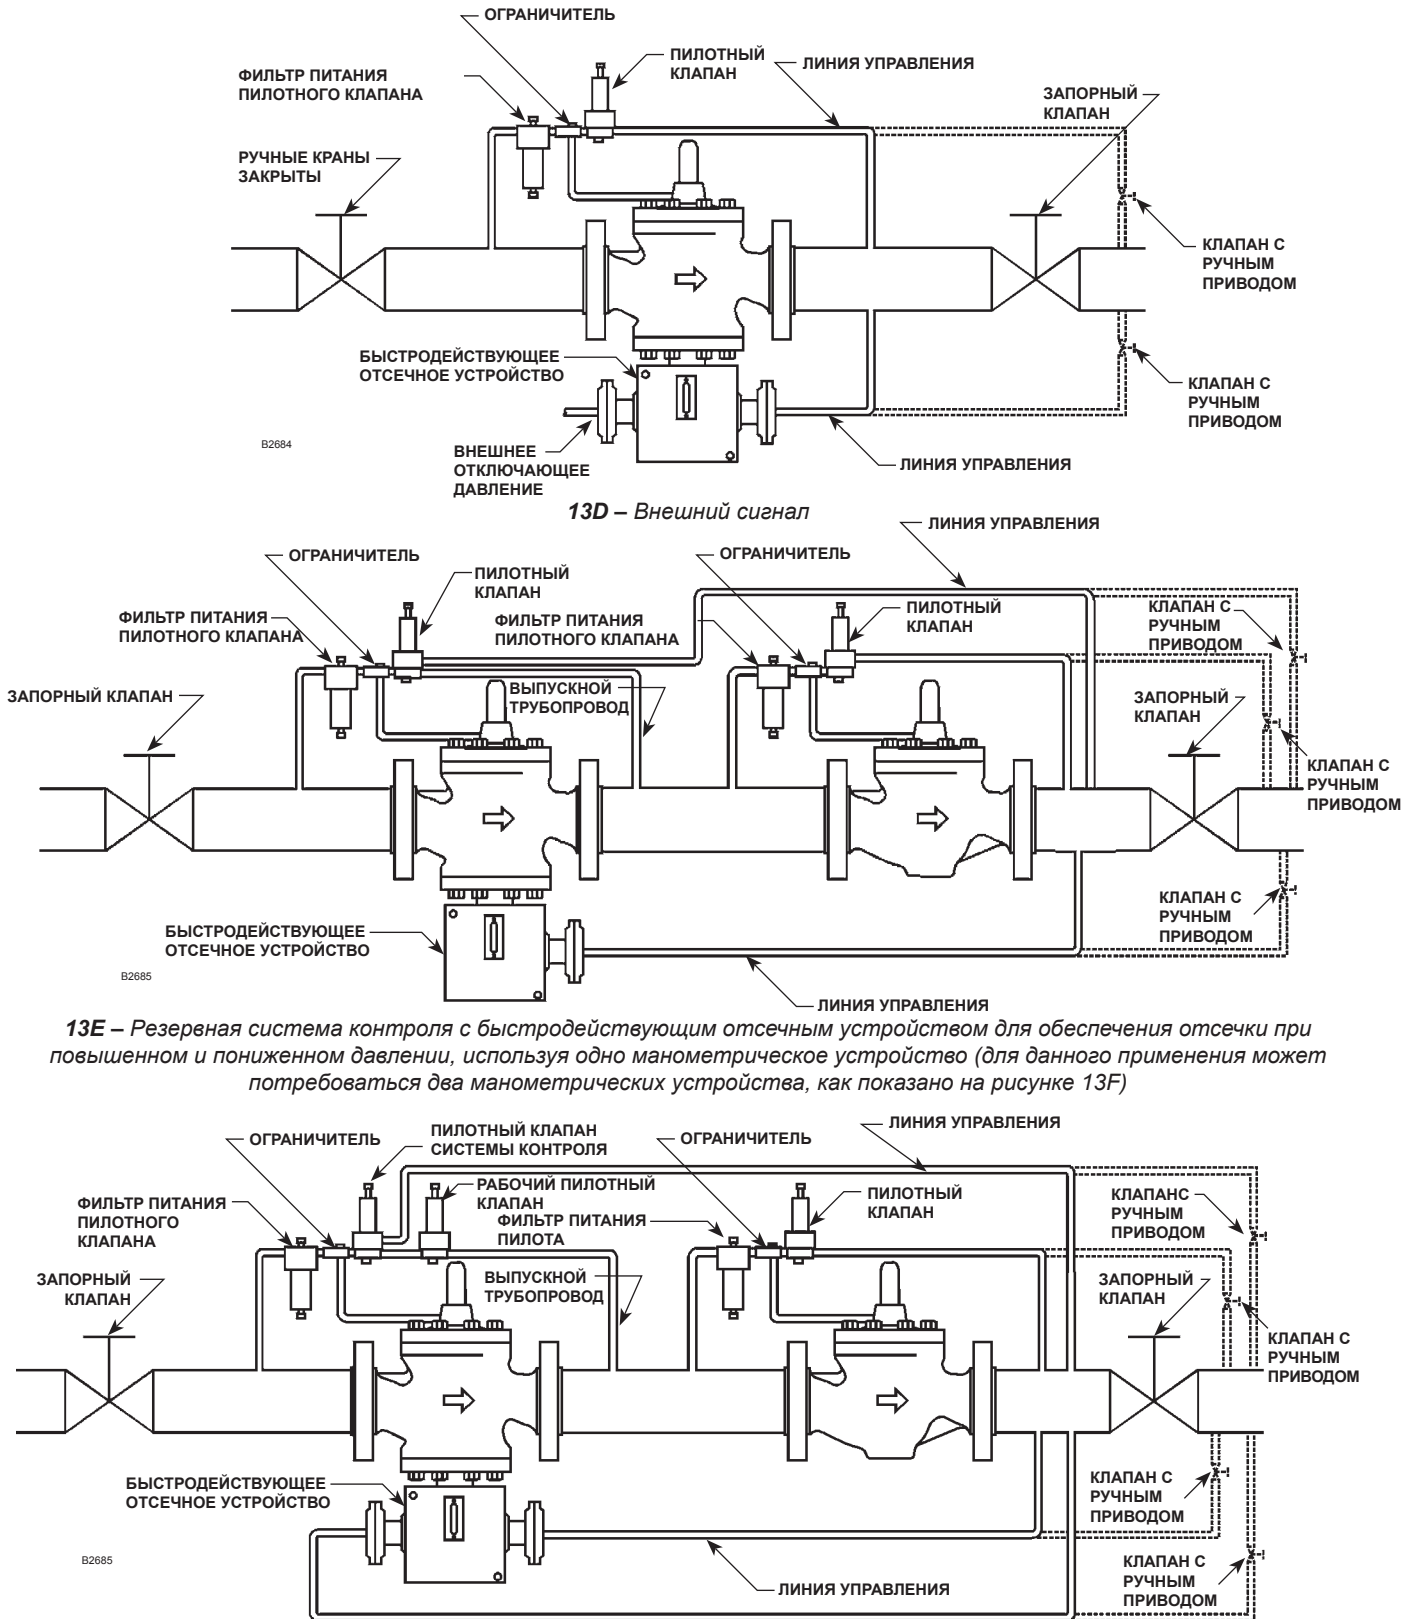 ОГРАНИЧИТЕЛЬ
ПИЛОТНЫЙ
КЛАПАН
ЛИНИЯ УПРАВЛЕНИЯ
ФИЛЬТР ПИТАНИЯ
ПИЛОТНОГО КЛАПАНА
ЗАПОРНЫЙ
КЛАПАН
РУЧНЫЕ КРАНЫ
ЗАКРЫТЫ
КЛАПАН С
РУЧНЫМ
ПРИВОДОМ
БЫСТРОДЕЙСТВУЮЩЕЕ
ОТСЕЧНОЕ УСТРОЙСТВО
КЛАПАН С
РУЧНЫМ
ПРИВОДОМ
B2684
ВНЕШНЕЕ
ОТКЛЮЧАЮЩЕЕ
ДАВЛЕНИЕ
ЛИНИЯ УПРАВЛЕНИЯ
13D – Внешний сигнал
ЛИНИЯ УПРАВЛЕНИЯ
ОГРАНИЧИТЕЛЬ
ПИЛОТНЫЙ
КЛАПАН
ОГРАНИЧИТЕЛЬ
ФИЛЬТР ПИТАНИЯ
ПИЛОТНОГО КЛАПАНА
ФИЛЬТР ПИТАНИЯ
ПИЛОТНОГО КЛАПАНА
ПИЛОТНЫЙ
КЛАПАН
КЛАПАН С
РУЧНЫМ
ПРИВОДОМ
ЗАПОРНЫЙ КЛАПАН
ВЫПУСКНОЙ
ТРУБОПРОВОД
ЗАПОРНЫЙ
КЛАПАН
КЛАПАН С
РУЧНЫМ
ПРИВОДОМ
КЛАПАН С
РУЧНЫМ
ПРИВОДОМ
БЫСТРОДЕЙСТВУЮЩЕЕ
ОТСЕЧНОЕ УСТРОЙСТВО
B2685
ЛИНИЯ УПРАВЛЕНИЯ
13E – Резервная система контроля с быстродействующим отсечным устройством для обеспечения отсечки при
повышенном и пониженном давлении, используя одно манометрическое устройство (для данного применения может
потребоваться два манометрических устройства, как показано на рисунке 13F)
ОГРАНИЧИТЕЛЬ
ПИЛОТНЫЙ КЛАПАН
СИСТЕМЫ КОНТРОЛЯ
ОГРАНИЧИТЕЛЬ
ЛИНИЯ УПРАВЛЕНИЯ
ФИЛЬТР ПИТАНИЯ
ПИЛОТНОГО
КЛАПАНА
РАБОЧИЙ ПИЛОТНЫЙ
КЛАПАН
ФИЛЬТР ПИТАНИЯ
ПИЛОТА
ПИЛОТНЫЙ
КЛАПАН
КЛАПАНС
РУЧНЫМ
ПРИВОДОМ
ЗАПОРНЫЙ
КЛАПАН
ВЫПУСКНОЙ
ТРУБОПРОВОД
ЗАПОРНЫЙ
КЛАПАН
КЛАПАН С
РУЧНЫМ
ПРИВОДОМ
БЫСТРОДЕЙСТВУЮЩЕЕ
ОТСЕЧНОЕ УСТРОЙСТВО
КЛАПАН С
РУЧНЫМ
ПРИВОДОМ
B2685
ЛИНИЯ УПРАВЛЕНИЯ
КЛАПАН С
РУЧНЫМ
ПРИВОДОМ